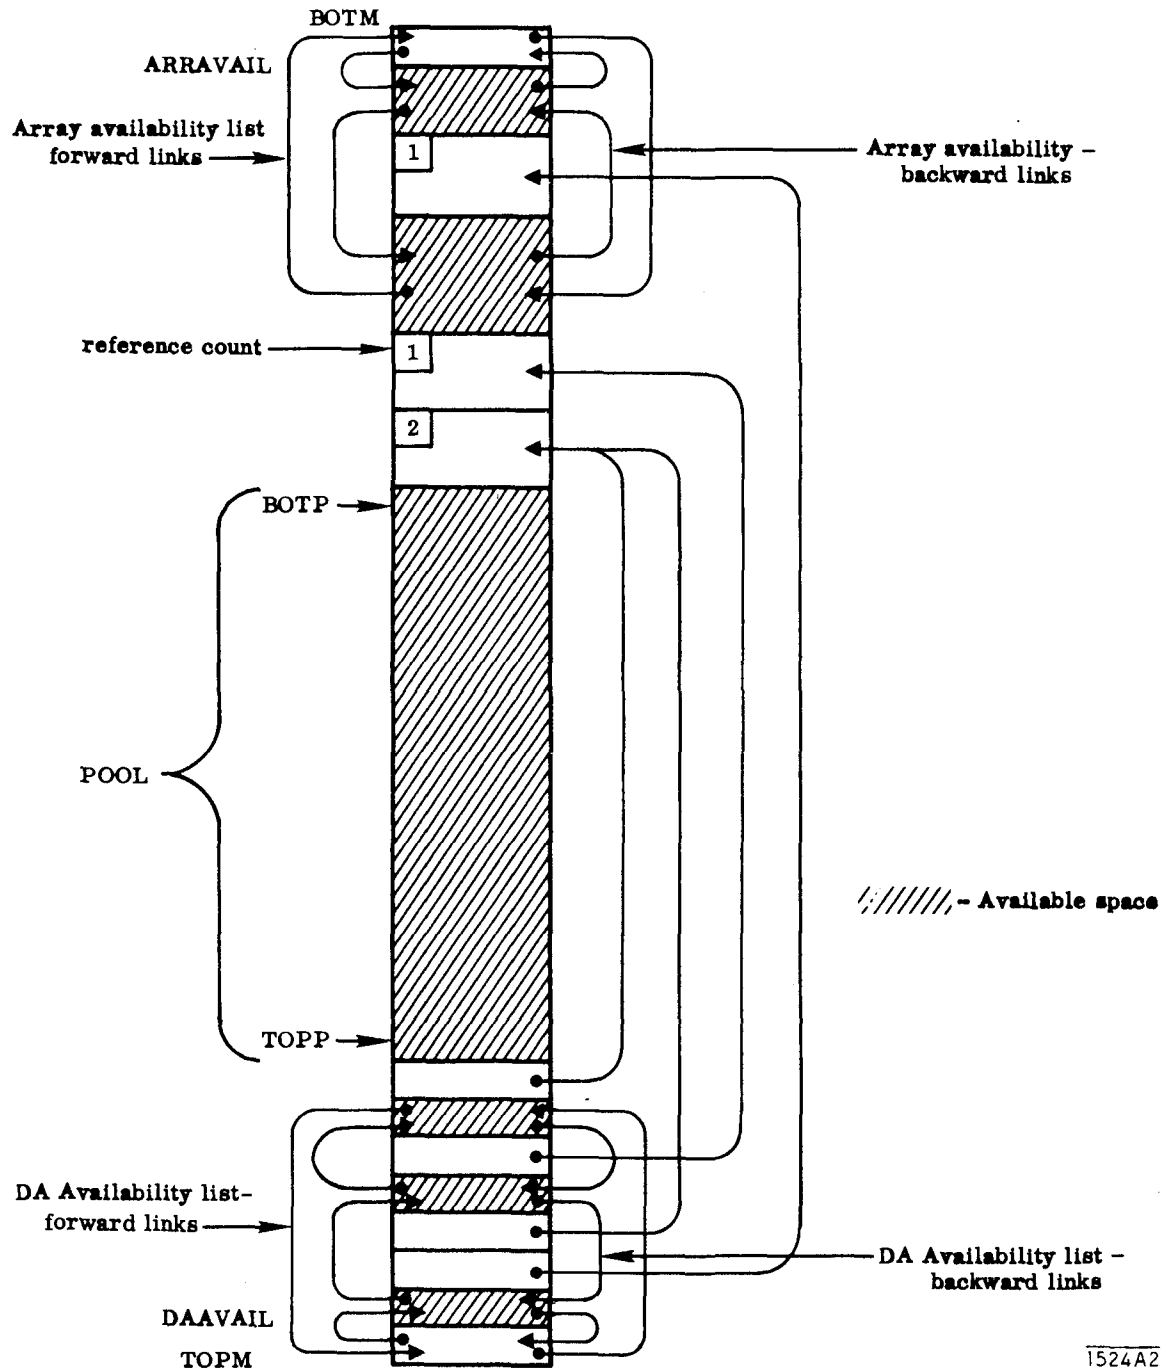 BOTM
ARRAVAIL
Array availability list
forward links
Array availability –
backward links
1
reference count
1
2
BOTP
POOL
– Available space
TOPP
DA Availability list–
forward links
DA Availability list –
backward links
DAAVAIL
TOPM
1524A2